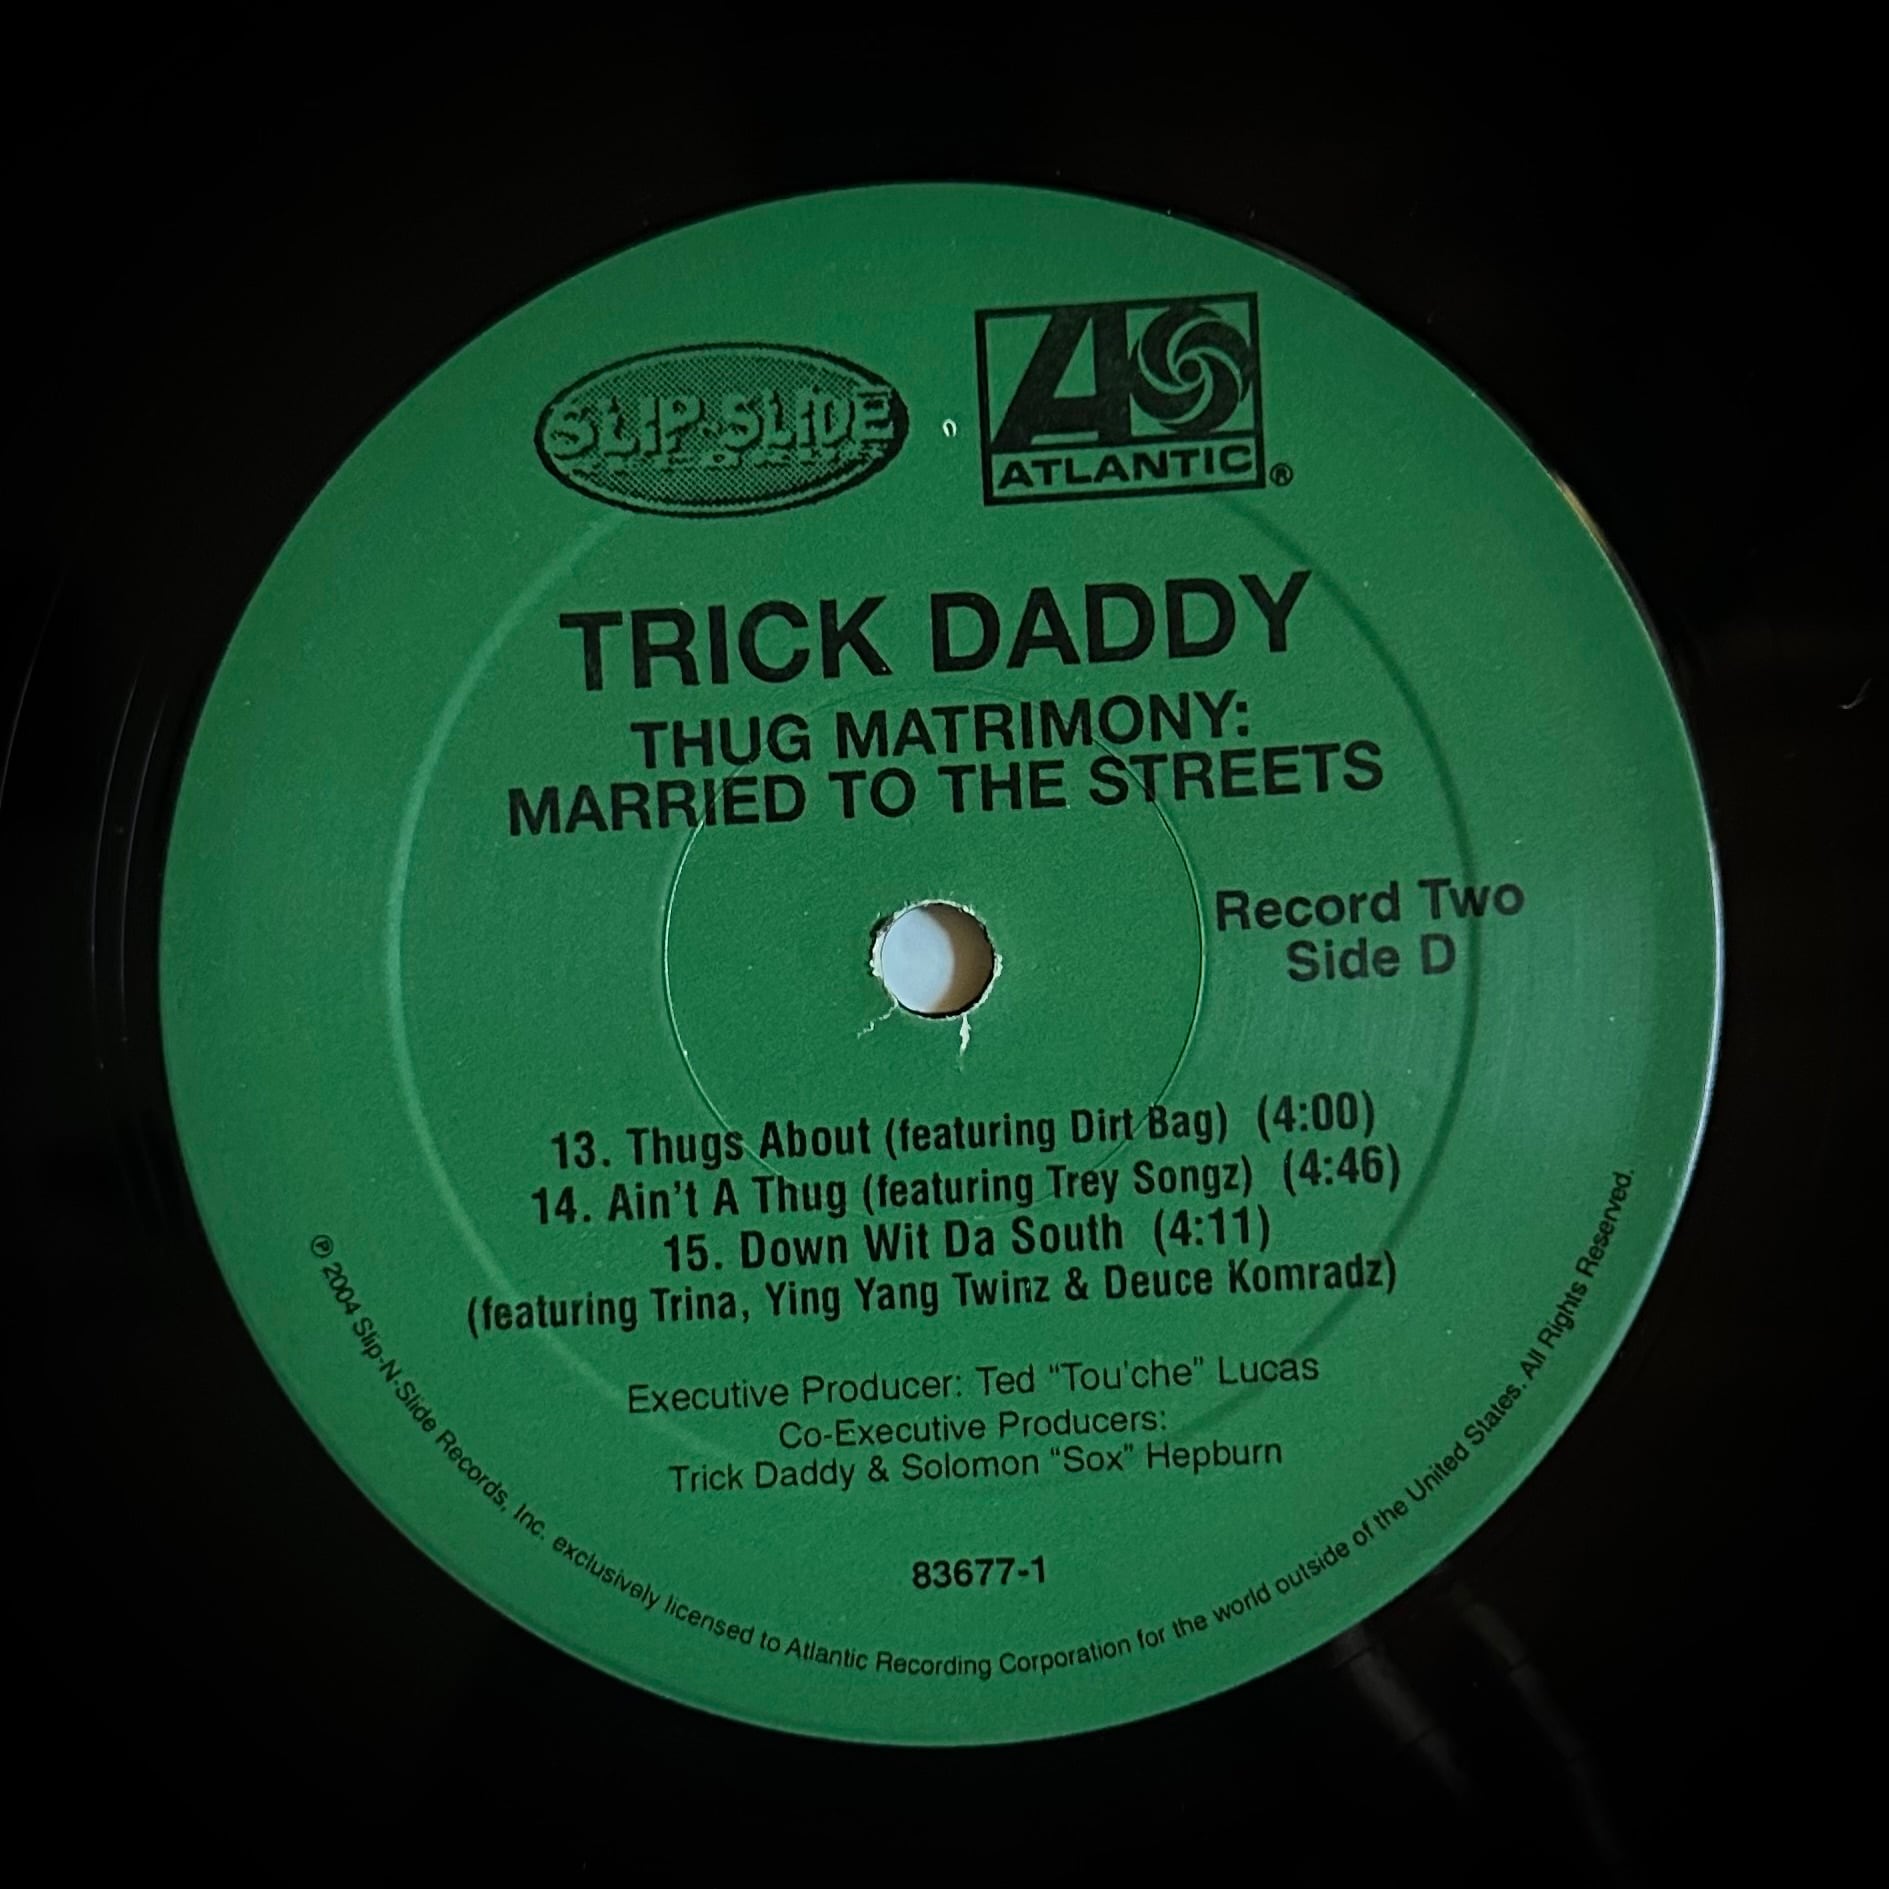 SLIP·SLIDE
ATLANTIC ®
TRICK DADDY
THUG MATRIMONY:
MARRIED TO THE STREETS
Record Two
Side D
13. Thugs About (featuring Dirt Bag) (4:00)
14. Ain't A Thug (featuring Trey Songz) (4:46)
15. Down Wit Da South (4:11)
(featuring Trina, Ying Yang Twinz & Deuce Komradz)
Executive Producer: Ted “Tou'che” Lucas
Co-Executive Producers:
Trick Daddy & Solomon “Sox” Hepburn
83677-1
℗ 2004 Slip-N-Slide Records, Inc. exclusively licensed to Atlantic Recording Corporation for the world outside of the United States. All Rights Reserved.